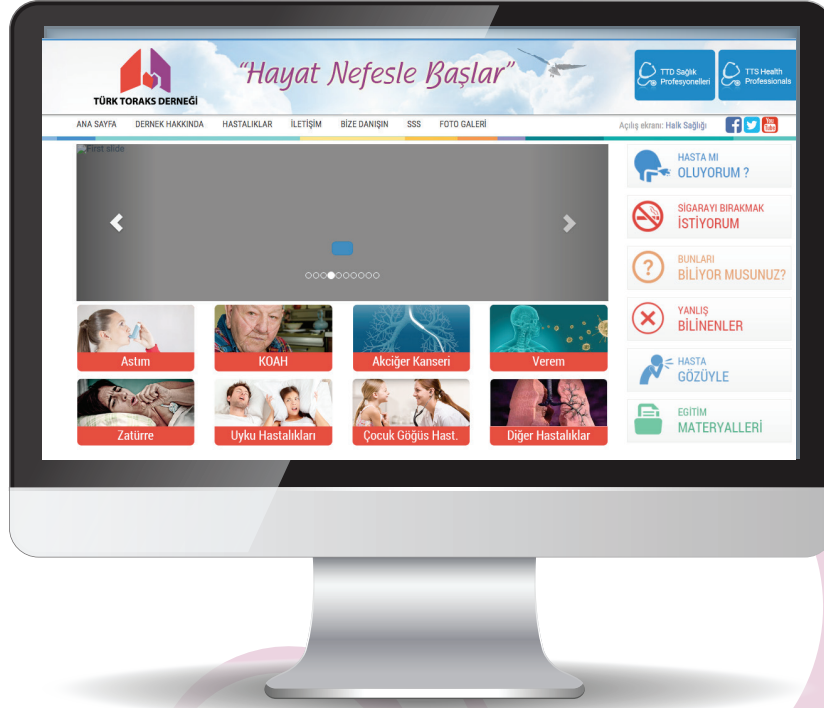 “Hayat Nefesle Başlar”
TTD Sağlık
Profesyonelleri
TTS Health
Professionals
TÜRK TORAKS DERNEĞİ
ANA SAYFA DERNEK HAKKINDA HASTALIKLAR İLETİŞİM BİZE DANIŞIN SSS FOTO GALERİ
Açılış ekranı: Halk Sağlığı
You
Tube
First slide
HASTA MI
OLUYORUM ?
SİGARAYI BIRAKMAK
İSTİYORUM
BUNLARI
BİLİYOR MUSUNUZ?
YANLIŞ
BİLİNENLER
HASTA
GÖZÜYLE
EGİTİM
MATERYALLERİ
Astım
KOAH
Akciğer Kanseri
Verem
Zatürre
Uyku Hastalıkları
Çocuk Göğüs Hast.
Diğer Hastalıklar